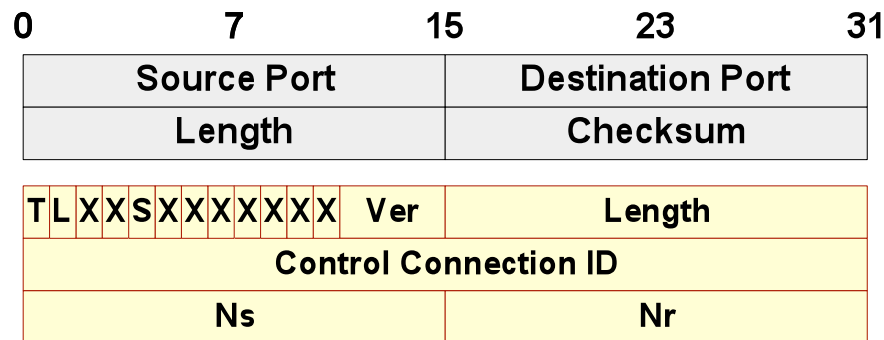 0 7 15 23 31
Source Port Destination Port
Length Checksum
T L X X S X X X X X X X Ver Length
Control Connection ID
Ns Nr